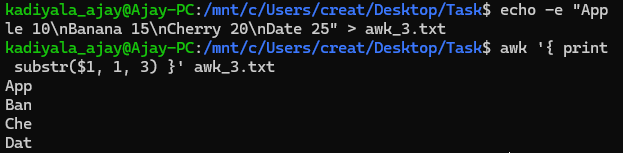 kadiyala_ajay@Ajay-PC:/mnt/c/Users/creat/Desktop/Task$ echo -e "App
le 10\nBanana 15\nCherry 20\nDate 25" > awk_3.txt
kadiyala_ajay@Ajay-PC:/mnt/c/Users/creat/Desktop/Task$ awk '{ print
 substr($1, 1, 3) }' awk_3.txt
App
Ban
Che
Dat